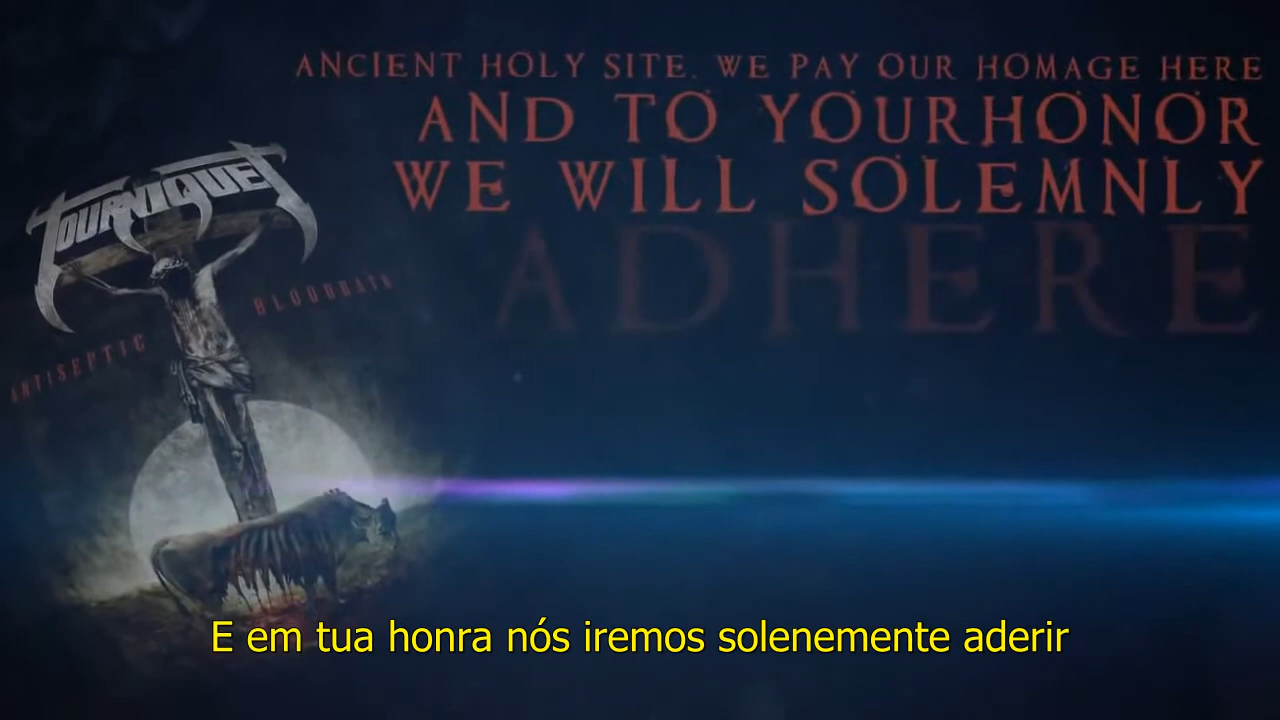 ANCIENT HOLY SITE. WE PAY OUR HOMAGE HERE
AND TO YOURHONOR
WE WILL SOLEMNLY
ADHERE
TOURNIQUET
ANTISEPTIC BLOODBATH
E em tua honra nós iremos solenemente aderir